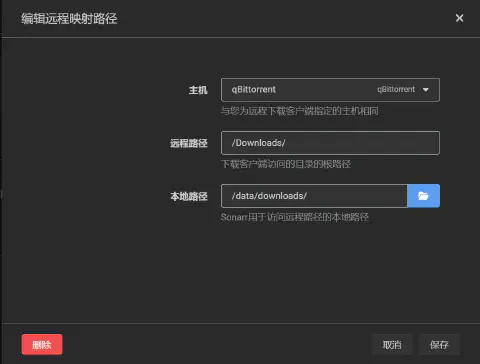 编辑远程映射路径
主机
qBittorrent
qBittorrent
与您为远程下载客户端指定的主机相同
远程路径
/Downloads/
下载客户端访问的目录的根路径
本地路径
/data/downloads/
Sonarr用于访问远程路径的本地路径
删除
取消
保存